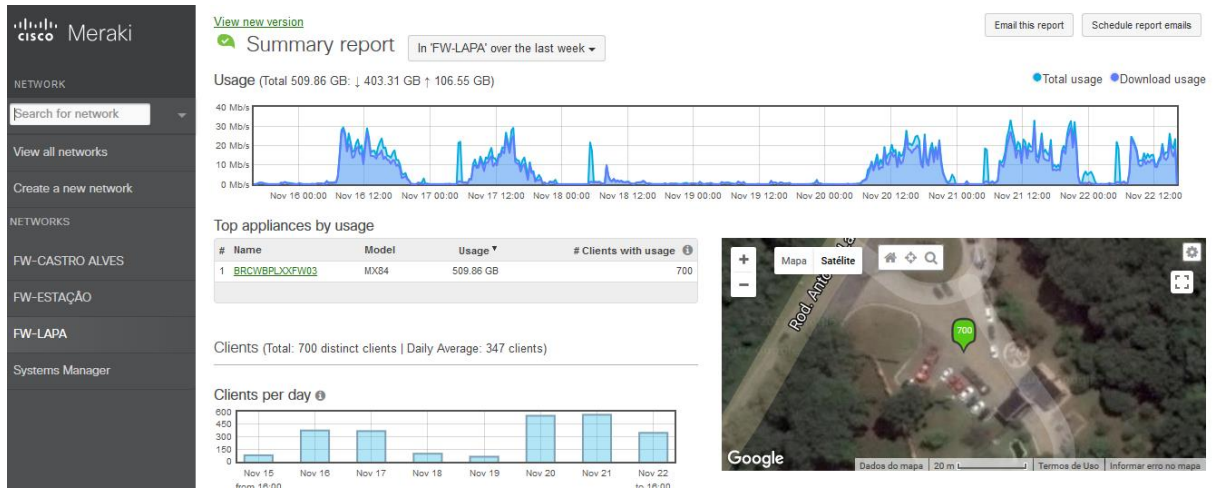 CISCO Meraki
NETWORK
Search for network
View all networks
Create a new network
NETWORKS
FW-CASTRO ALVES
FW-ESTAÇÃO
FW-LAPA
Systems Manager
View new version
Summary report In 'FW-LAPA' over the last week
Email this report Schedule report emails
Usage (Total 509.86 GB: ↓ 403.31 GB ↑ 106.55 GB)
Total usage Download usage
40 Mb/s
30 Mb/s
20 Mb/s
10 Mb/s
0 Mb/s
Nov 16 00:00 Nov 16 12:00 Nov 17 00:00 Nov 17 12:00 Nov 18 00:00 Nov 18 12:00 Nov 19 00:00 Nov 19 12:00 Nov 20 00:00 Nov 20 12:00 Nov 21 00:00 Nov 21 12:00 Nov 22 00:00 Nov 22 12:00
Top appliances by usage
# Name Model Usage # Clients with usage
1 BRCWBPLXXFW03 MX84 509.86 GB 700
Clients (Total: 700 distinct clients | Daily Average: 347 clients)
Clients per day
600
450
300
150
0
Nov 15 Nov 16 Nov 17 Nov 18 Nov 19 Nov 20 Nov 21 Nov 22
from 16:00 to 16:00
+ Mapa Satélite
−
Rod. Anto
700
Google
Dados do mapa 20 m Termos de Uso Informar erro no mapa